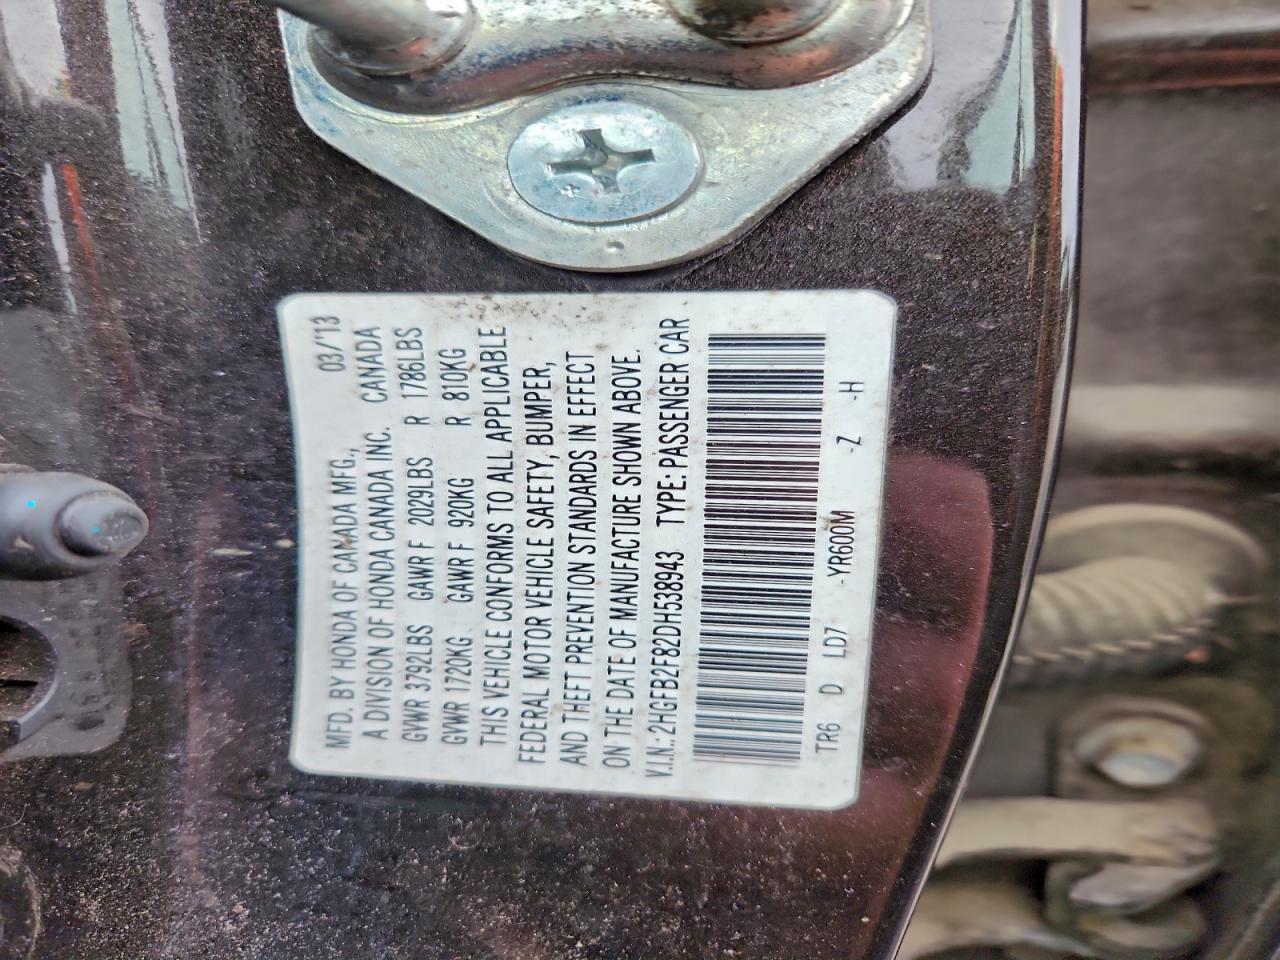 MFD. BY HONDA OF CANADA MFG., 03/'13
A DIVISION OF HONDA CANADA INC. CANADA
GVWR 3792LBS GAWR F 2029LBS R 1786LBS
GVWR 1720KG GAWR F 920KG R 810KG
THIS VEHICLE CONFORMS TO ALL APPLICABLE
FEDERAL MOTOR VEHICLE SAFETY, BUMPER,
AND THEFT PREVENTION STANDARDS IN EFFECT
ON THE DATE OF MANUFACTURE SHOWN ABOVE.
V.I.N.:2HGFB2F82DH538943 TYPE: PASSENGER CAR
TR6 D LD7 -YR600M -Z -H